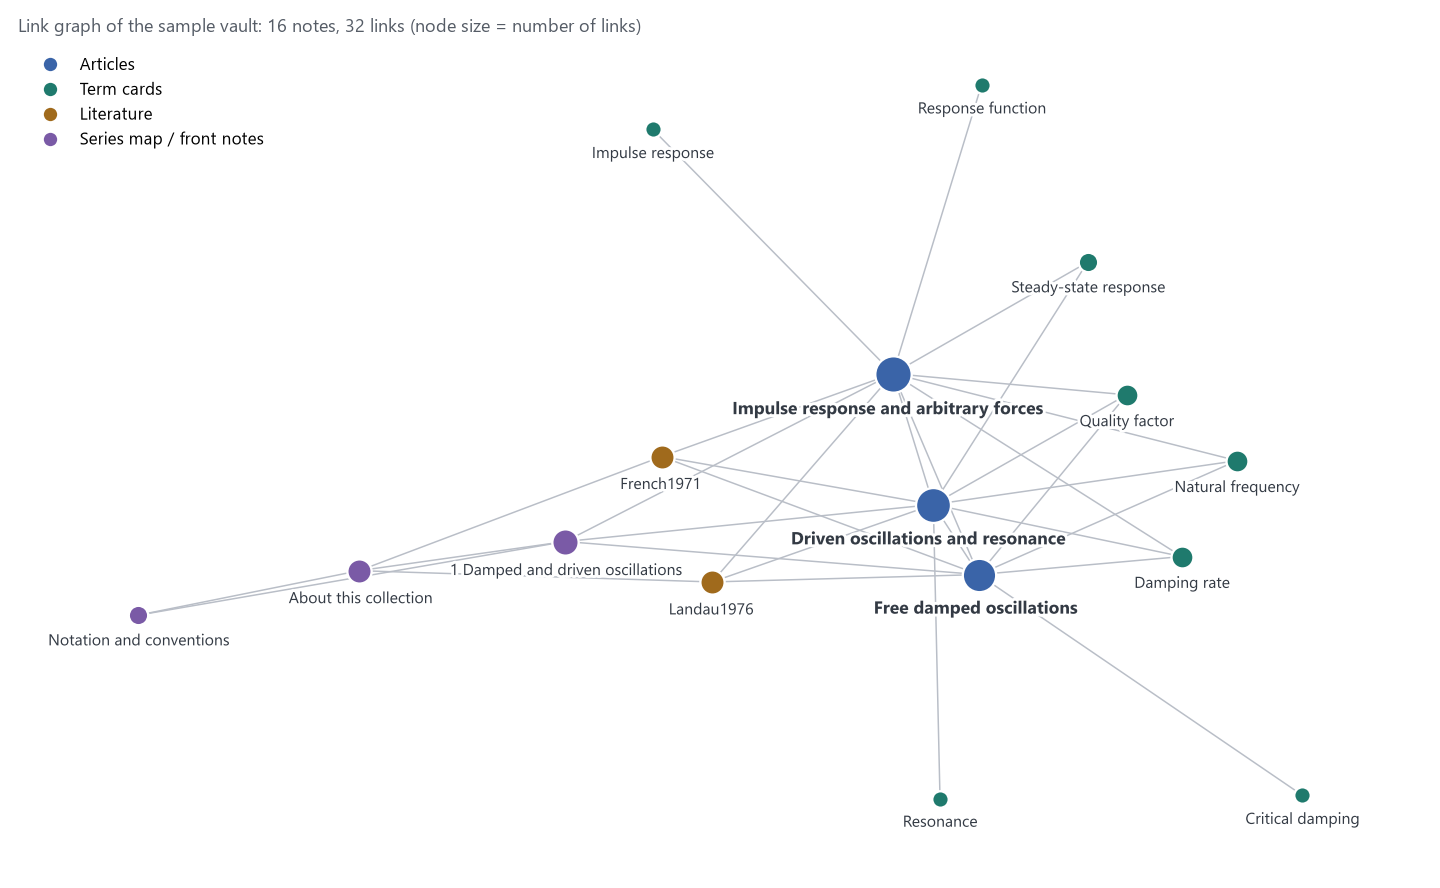 Link graph of the sample vault: 16 notes, 32 links (node size = number of links)
Articles
Term cards
Literature
Series map / front notes
Response function
Impulse response
Steady-state response
Impulse response and arbitrary forces
Quality factor
French1971
Natural frequency
Driven oscillations and resonance
1 Damped and driven oscillations
Damping rate
About this collection
Landau1976
Free damped oscillations
Notation and conventions
Resonance
Critical damping